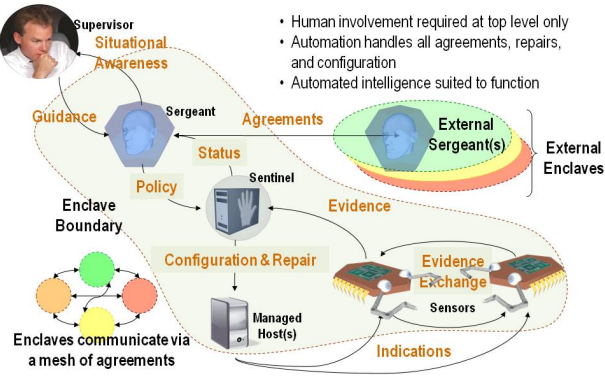 Supervisor
Situational
Awareness
• Human involvement required at top level only
• Automation handles all agreements, repairs,
and configuration
• Automated intelligence suited to function
Guidance
Sergeant
Agreements
External
Sergeant(s)
External
Enclaves
Status
Policy
Sentinel
Enclave
Boundary
Evidence
Configuration & Repair
Evidence
Exchange
Sensors
Managed
Host(s)
Enclaves communicate via
a mesh of agreements
Indications